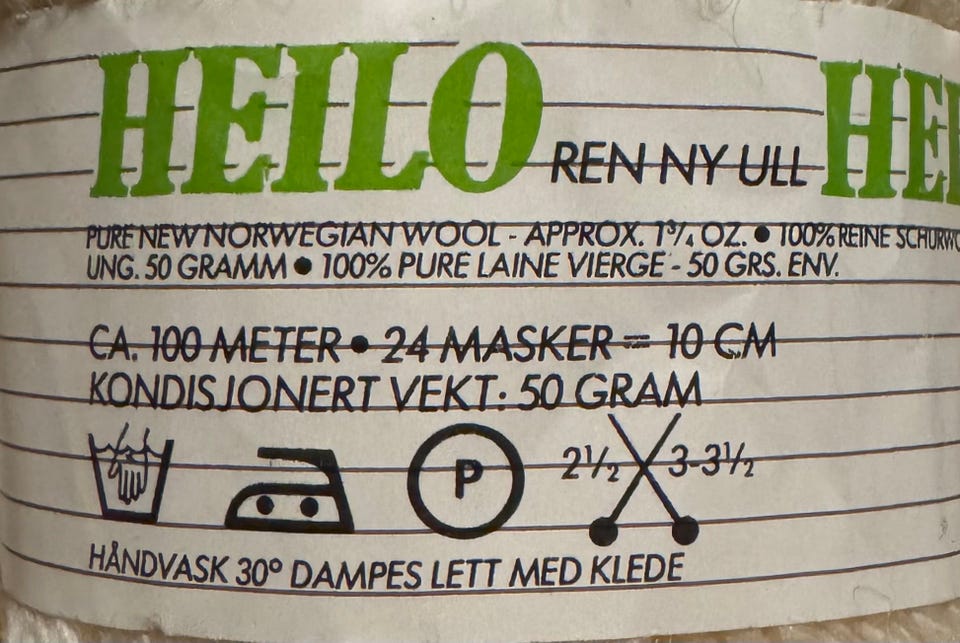 HEILO REN NY ULL
PURE NEW NORWEGIAN WOOL - APPROX. 1 3/4 OZ. • 100% REINE
UNG. 50 GRAMM • 100% PURE LAINE VIERGE - 50 GRS. ENV.
CA. 100 METER • 24 MASKER = 10 CM
KONDISJONERT VEKT: 50 GRAM
P 2½ 3-3½
HÅNDVASK 30° DAMPES LETT MED KLEDE